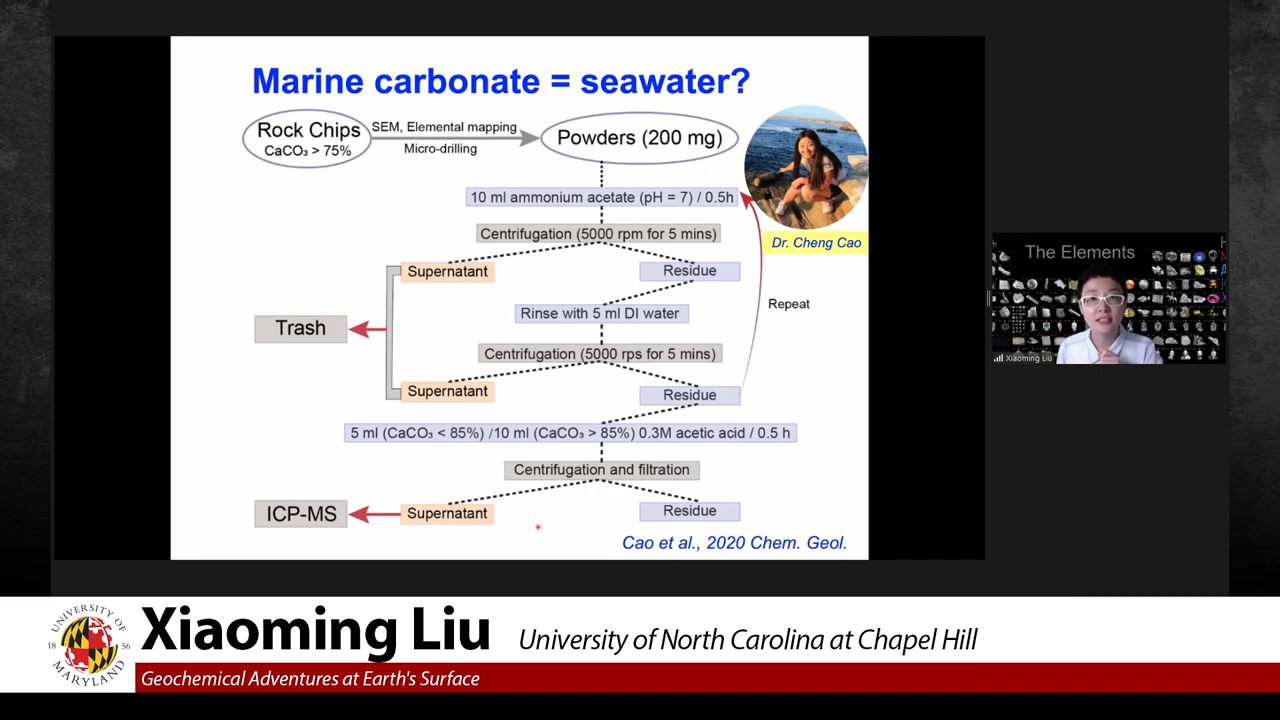 Marine carbonate = seawater?
Rock Chips
CaCO₃ > 75%
SEM, Elemental mapping
Micro-drilling
Powders (200 mg)
10 ml ammonium acetate (pH = 7) / 0.5h
Centrifugation (5000 rpm for 5 mins)
Dr. Cheng Cao
Supernatant
Residue
Rinse with 5 ml DI water
Repeat
Trash
Centrifugation (5000 rps for 5 mins)
Supernatant
Residue
5 ml (CaCO₃ < 85%) /10 ml (CaCO₃ > 85%) 0.3M acetic acid / 0.5 h
Centrifugation and filtration
ICP-MS
Supernatant
Residue
Cao et al., 2020 Chem. Geol.
The Elements
Xiaoming Liu
UNIVERSITY OF
18 56
MARYLAND
Xiaoming Liu
University of North Carolina at Chapel Hill
Geochemical Adventures at Earth's Surface